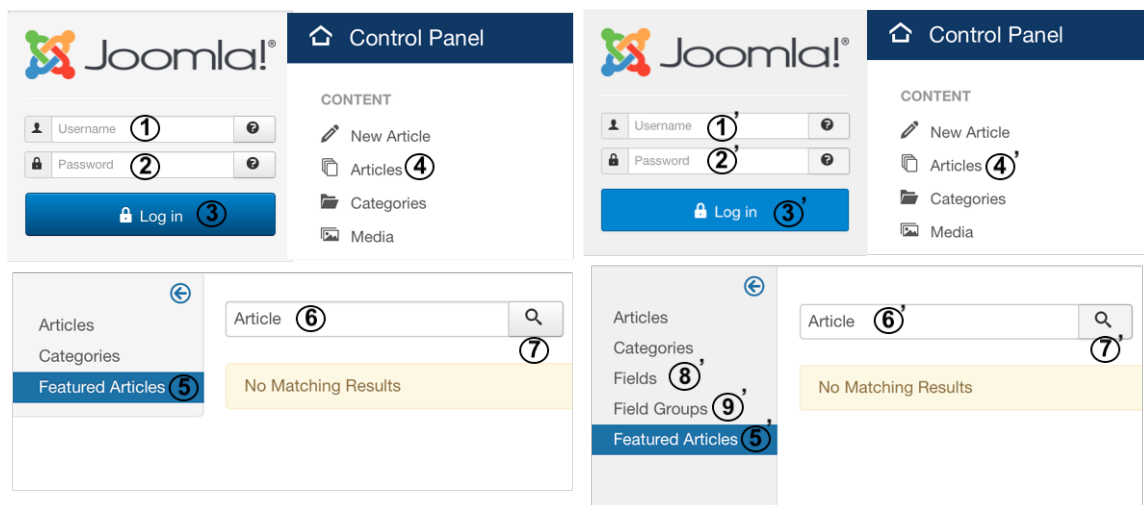 Joomla!®
Username 1
Password 2
Log in 3
Control Panel
CONTENT
New Article
Articles 4
Categories
Media
Joomla!®
Username 1’
Password 2’
Log in 3’
Control Panel
CONTENT
New Article
Articles 4’
Categories
Media
Articles
Categories
Featured Articles 5
Article 6
7
No Matching Results
Articles
Categories
Fields 8’
Field Groups 9’
Featured Articles 5’
Article 6’
7’
No Matching Results